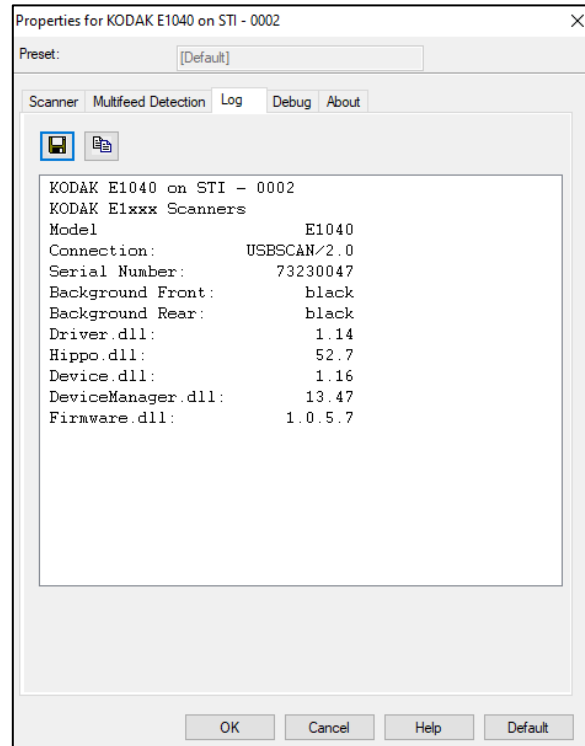 Properties for KODAK E1040 on STI - 0002
Preset: [Default]
Scanner Multifeed Detection Log Debug About
KODAK E1040 on STI - 0002
KODAK E1xxx Scanners
Model E1040
Connection: USBSCAN/2.0
Serial Number: 73230047
Background Front: black
Background Rear: black
Driver.dll: 1.14
Hippo.dll: 52.7
Device.dll: 1.16
DeviceManager.dll: 13.47
Firmware.dll: 1.0.5.7
OK Cancel Help Default